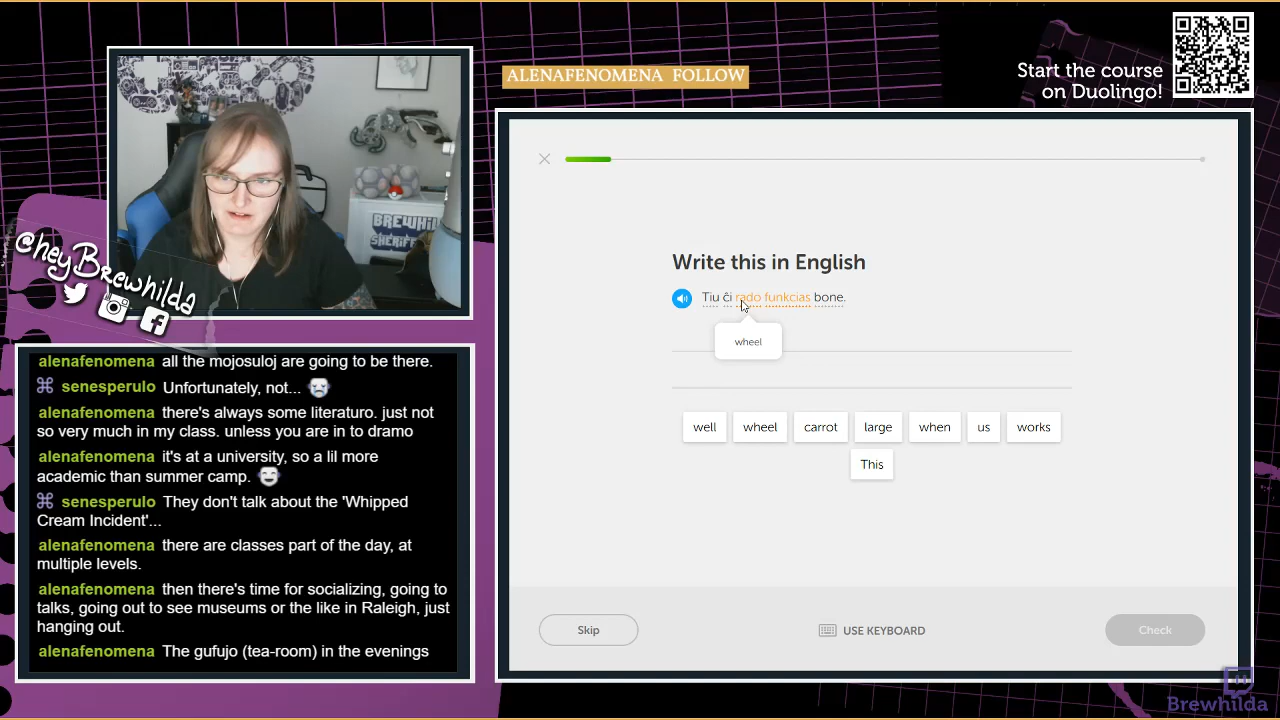 ALENAFENOMENA FOLLOW
Start the course
on Duolingo!
BREWHIL
SHERIFF
@heyBrewhilda
Write this in English
Tiu ĉi rado funkcias bone.
wheel
well wheel carrot large when us works
This
Skip
USE KEYBOARD
Check
alenafenomena all the mojosuloj are going to be there.
senesperulo Unfortunately, not...
alenafenomena there's always some literaturo. just not
so very much in my class. unless you are in to dramo
alenafenomena it's at a university, so a lil more
academic than summer camp.
senesperulo They don't talk about the 'Whipped
Cream Incident'...
alenafenomena there are classes part of the day, at
multiple levels.
alenafenomena then there's time for socializing, going to
talks, going out to see museums or the like in Raleigh, just
hanging out.
alenafenomena The gufujo (tea-room) in the evenings
Brewhilda